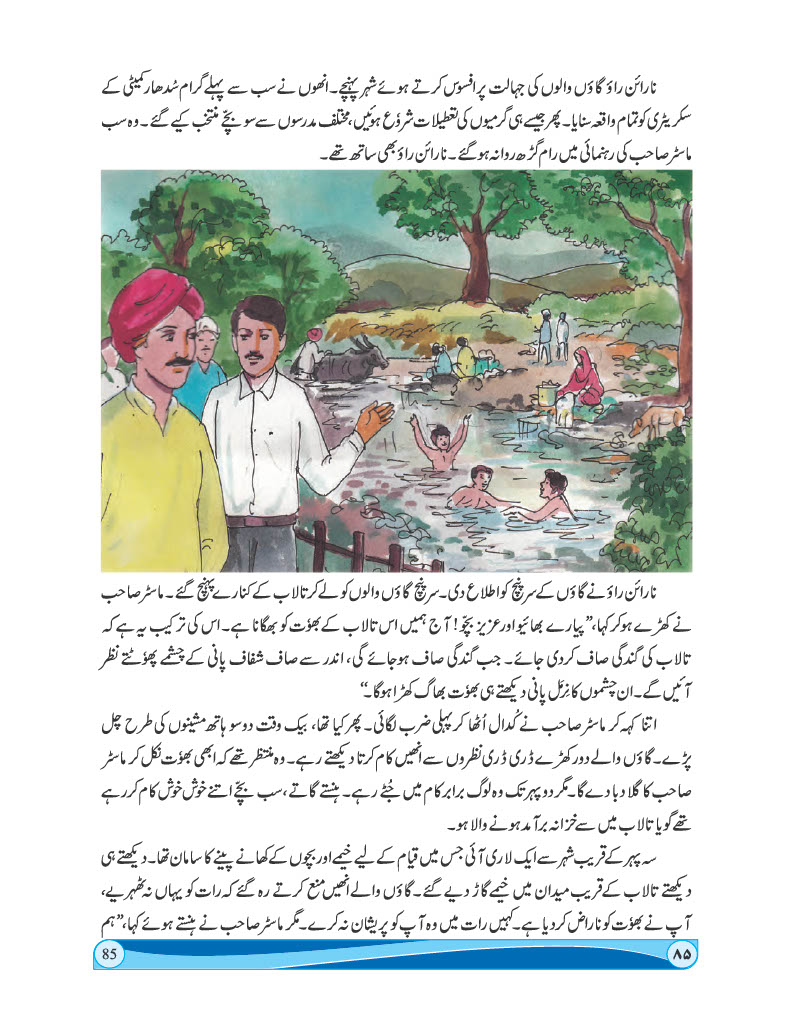 نارائن راؤ گاؤں والوں کی جہالت پر افسوس کرتے ہوئے شہر پہنچے۔ انھوں نے سب سے پہلے گرام سُدھار کمیٹی کے
سکریٹری کو تمام واقعہ سنایا۔ پھر جیسے ہی گرمیوں کی تعطیلات شروٗع ہوئیں، مختلف مدرسوں سے سو بچّے منتخب کیے گئے۔ وہ سب
ماسٹر صاحب کی رہنمائی میں رام گڑھ روانہ ہو گئے۔ نارائن راؤ بھی ساتھ تھے۔
نارائن راؤ نے گاؤں کے سرپنچ کو اطلاع دی۔ سرپنچ گاؤں والوں کو لے کر تالاب کے کنارے پہنچ گئے۔ ماسٹر صاحب
نے کھڑے ہو کر کہا، ”پیارے بھائیو اور عزیز بچّو! آج ہمیں اس تالاب کے بھوٗت کو بھگانا ہے۔ اس کی ترکیب یہ ہے کہ
تالاب کی گندگی صاف کردی جائے۔ جب گندگی صاف ہو جائے گی، اندر سے صاف شفاف پانی کے چشمے پھوٗٹتے نظر
آئیں گے۔ ان چشموں کا نِرمَل پانی دیکھتے ہی بھوٗت بھاگ کھڑا ہوگا۔“
اتنا کہہ کر ماسٹر صاحب نے کُدال اُٹھا کر پہلی ضرب لگائی۔ پھر کیا تھا، بیک وقت دو سو ہاتھ مشینوں کی طرح چل
پڑے۔ گاؤں والے دور کھڑے ڈری ڈری نظروں سے انھیں کام کرتا دیکھتے رہے۔ وہ منتظر تھے کہ ابھی بھوٗت نکل کر ماسٹر
صاحب کا گلا دبا دے گا۔ مگر دوپہر تک وہ لوگ برابر کام میں جُٹے رہے۔ ہنستے گاتے، سب بچّے اتنے خوش خوش کام کر رہے
تھے گویا تالاب میں سے خزانہ برآمد ہونے والا ہو۔
سہ پہر کے قریب شہر سے ایک لاری آئی جس میں قیام کے لیے خیمے اور بچوں کے کھانے پینے کا سامان تھا۔ دیکھتے ہی
دیکھتے تالاب کے قریب میدان میں خیمے گاڑ دیے گئے۔ گاؤں والے انھیں منع کرتے رہ گئے کہ رات کو یہاں نہ ٹھہریے،
آپ نے بھوٗت کو ناراض کردیا ہے۔ کہیں رات میں وہ آپ کو پریشان نہ کرے۔ مگر ماسٹر صاحب نے ہنستے ہوئے کہا، ”ہم
85
۸۵